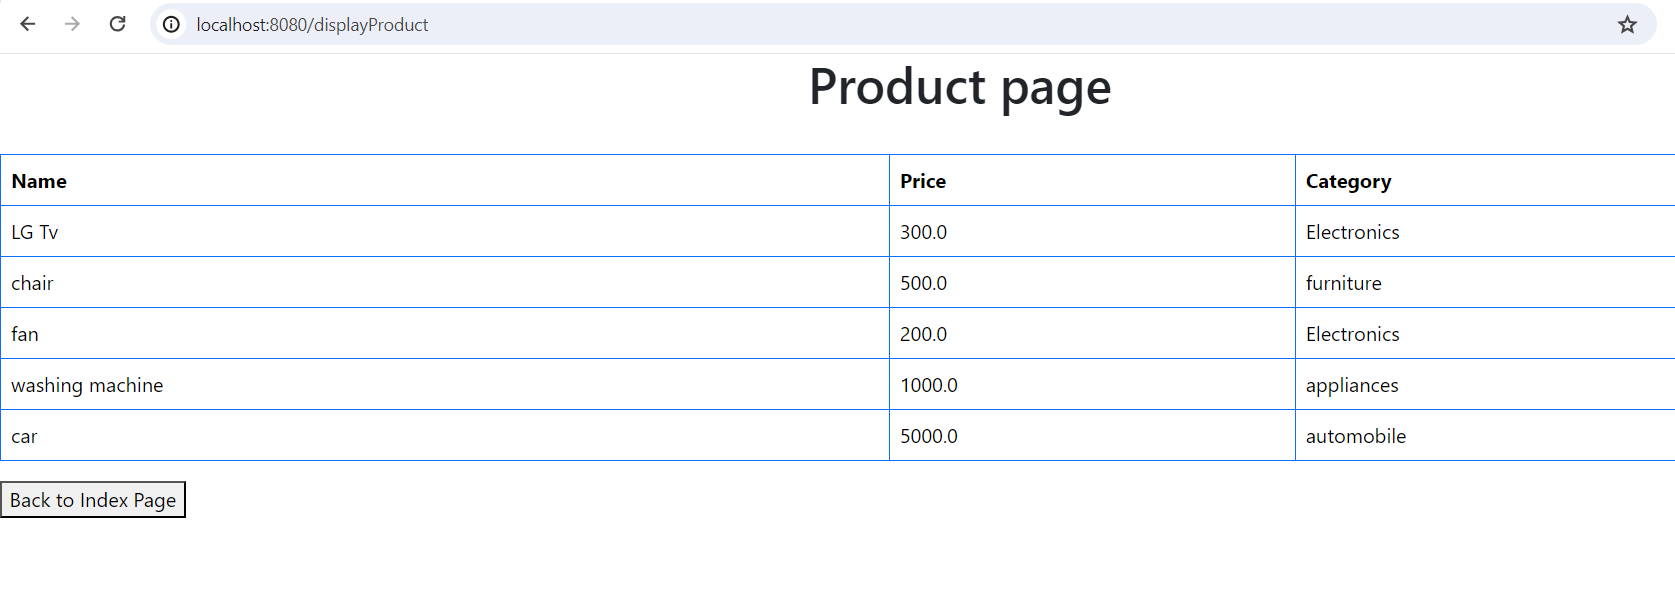 localhost:8080/displayProduct
Product page
Name Price Category
LG Tv 300.0 Electronics
chair 500.0 furniture
fan 200.0 Electronics
washing machine 1000.0 appliances
car 5000.0 automobile
Back to Index Page